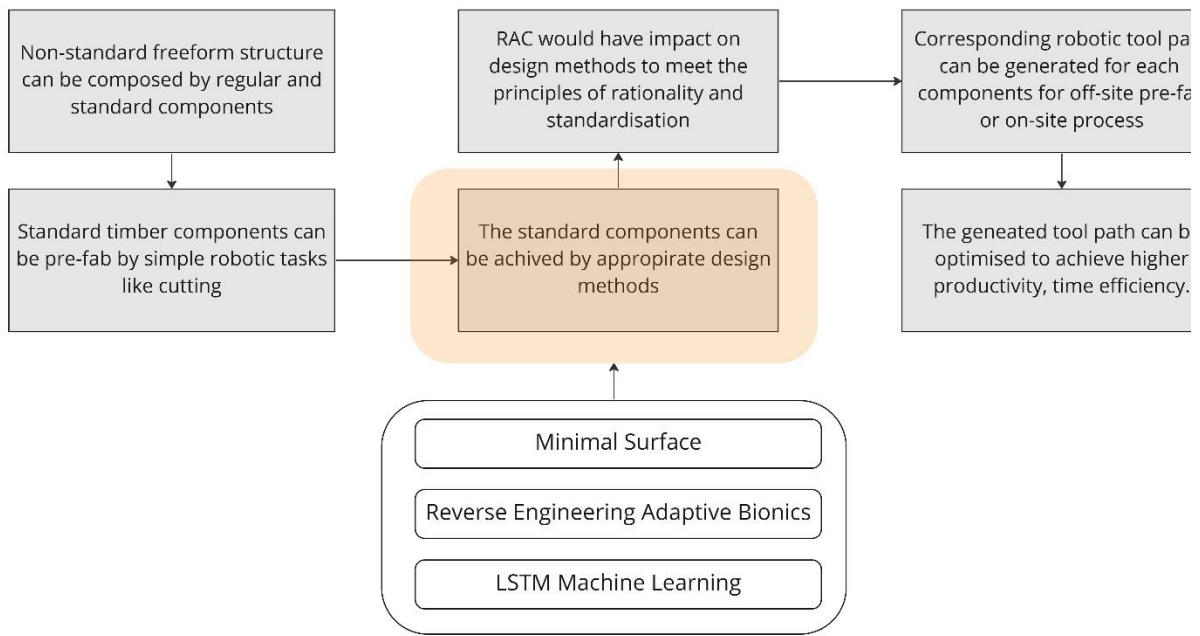 Non-standard freeform structure
can be composed by regular and
standard components
Standard timber components can
be pre-fab by simple robotic tasks
like cutting
RAC would have impact on
design methods to meet the
principles of rationality and
standardisation
The standard components can
be achived by appropirate design
methods
Corresponding robotic tool
can be generated for each
components for off-site
or on-site process
The geneated tool path can
optimised to achieve higher
productivity, time efficiency.
Minimal Surface
Reverse Engineering Adaptive Bionics
LSTM Machine Learning